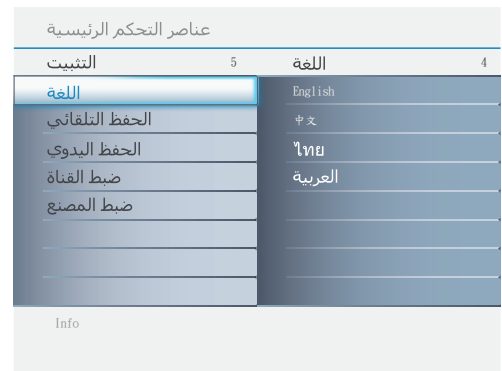 عناصر التحكم الرئيسية
التثبيت 5
اللغة 4
اللغة
الحفظ التلقائي
الحفظ اليدوي
ضبط القناة
ضبط المصنع
English
中文
ไทย
العربية
Info